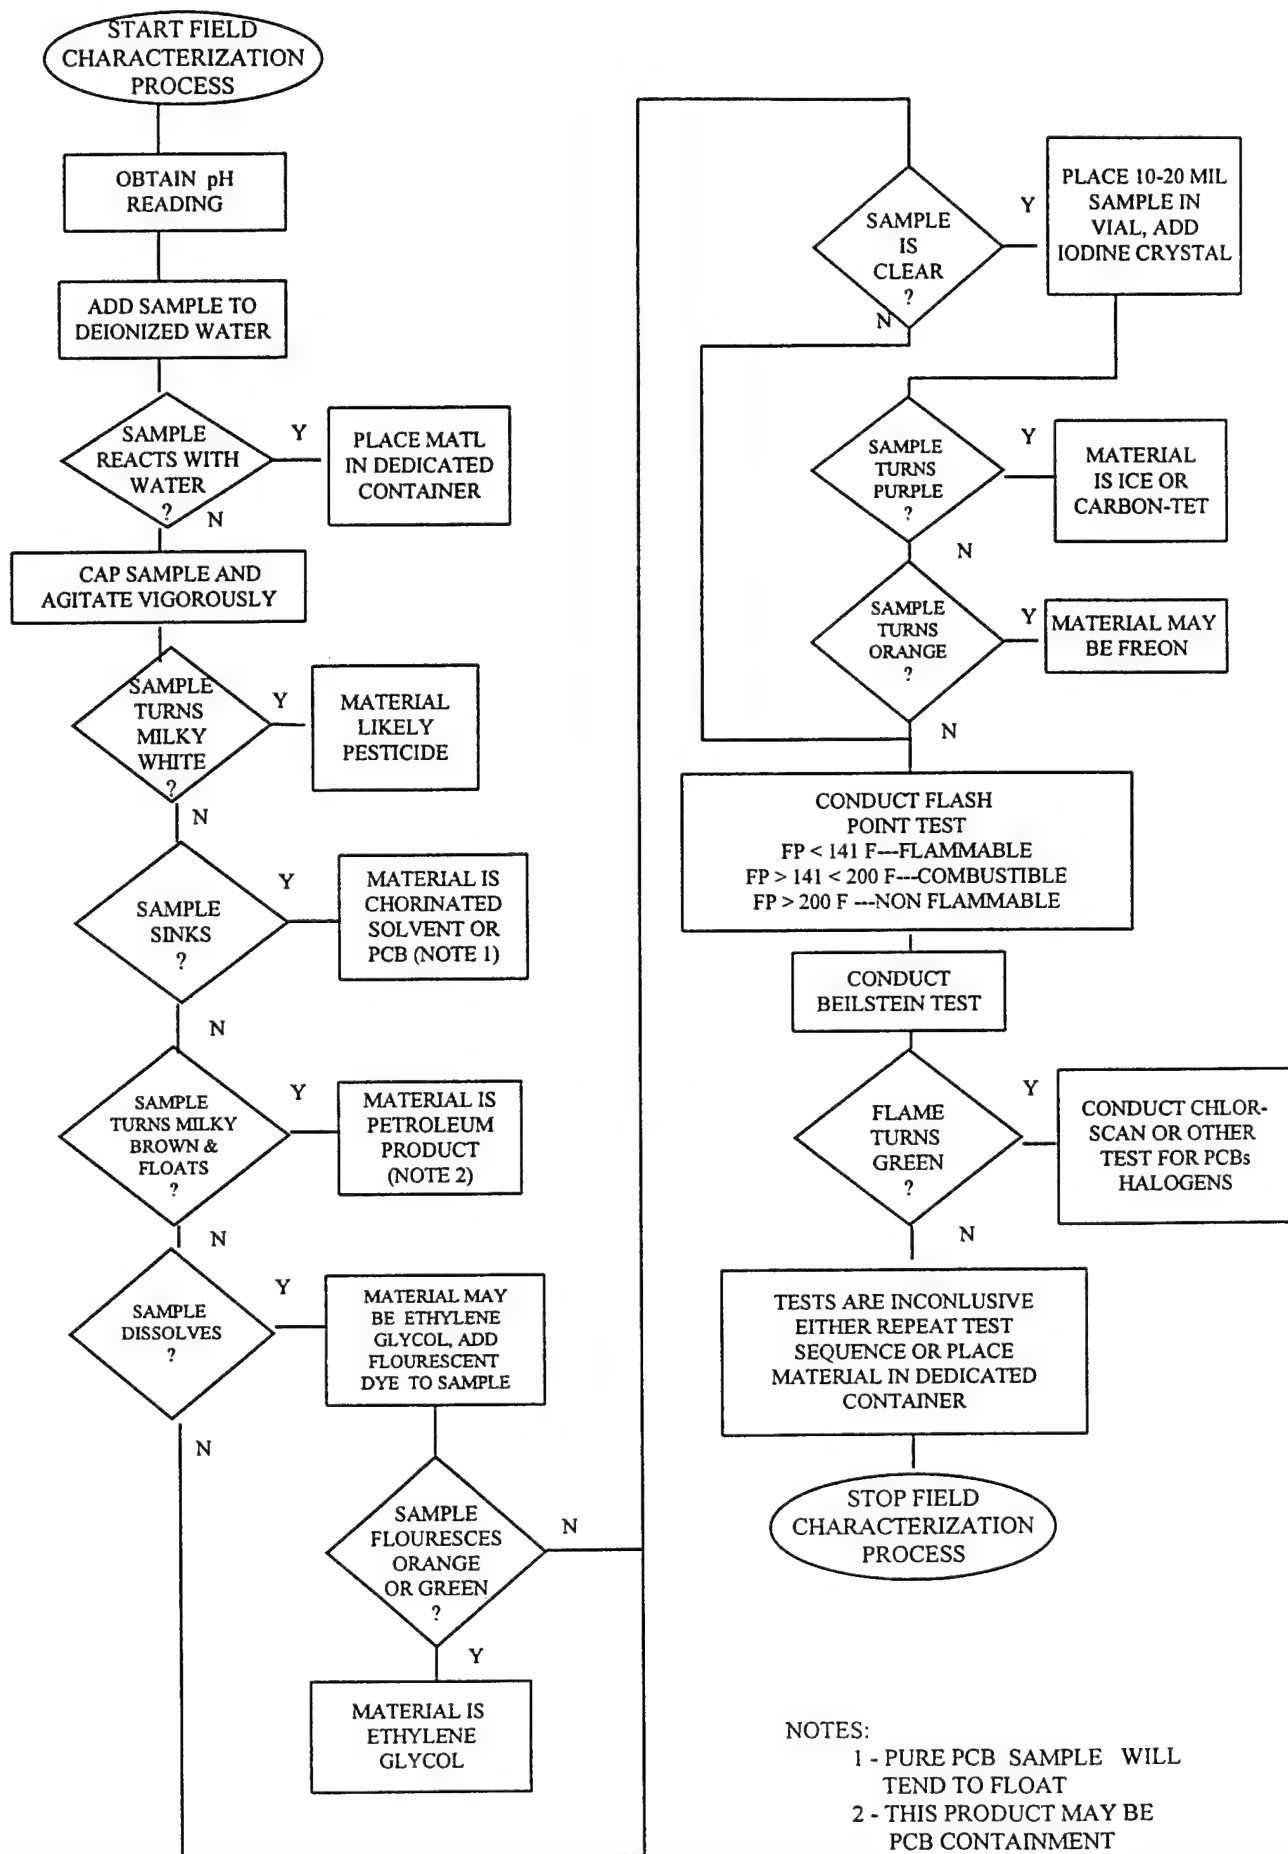 START FIELD
CHARACTERIZATION
PROCESS
OBTAIN pH
READING
ADD SAMPLE TO
DEIONIZED WATER
SAMPLE
REACTS WITH
WATER
?
Y
N
PLACE MATL
IN DEDICATED
CONTAINER
CAP SAMPLE AND
AGITATE VIGOROUSLY
SAMPLE
TURNS
MILKY
WHITE
?
Y
N
MATERIAL
LIKELY
PESTICIDE
SAMPLE
SINKS
?
Y
N
MATERIAL IS
CHORINATED
SOLVENT OR
PCB (NOTE 1)
SAMPLE
TURNS MILKY
BROWN &
FLOATS
?
Y
N
MATERIAL IS
PETROLEUM
PRODUCT
(NOTE 2)
SAMPLE
DISSOLVES
?
Y
N
MATERIAL MAY
BE ETHYLENE
GLYCOL, ADD
FLOURESCENT
DYE TO SAMPLE
SAMPLE
FLOURESCES
ORANGE
OR GREEN
?
N
Y
MATERIAL IS
ETHYLENE
GLYCOL
SAMPLE
IS
CLEAR
?
Y
N
PLACE 10-20 MIL
SAMPLE IN
VIAL, ADD
IODINE CRYSTAL
SAMPLE
TURNS
PURPLE
?
Y
N
MATERIAL
IS ICE OR
CARBON-TET
SAMPLE
TURNS
ORANGE
?
Y
N
MATERIAL MAY
BE FREON
CONDUCT FLASH
POINT TEST
FP < 141 F---FLAMMABLE
FP > 141 < 200 F---COMBUSTIBLE
FP > 200 F ---NON FLAMMABLE
CONDUCT
BEILSTEIN TEST
FLAME
TURNS
GREEN
?
Y
N
CONDUCT CHLOR-
SCAN OR OTHER
TEST FOR PCBs
HALOGENS
TESTS ARE INCONLUSIVE
EITHER REPEAT TEST
SEQUENCE OR PLACE
MATERIAL IN DEDICATED
CONTAINER
STOP FIELD
CHARACTERIZATION
PROCESS
NOTES:
1 - PURE PCB SAMPLE WILL
TEND TO FLOAT
2 - THIS PRODUCT MAY BE
PCB CONTAINMENT